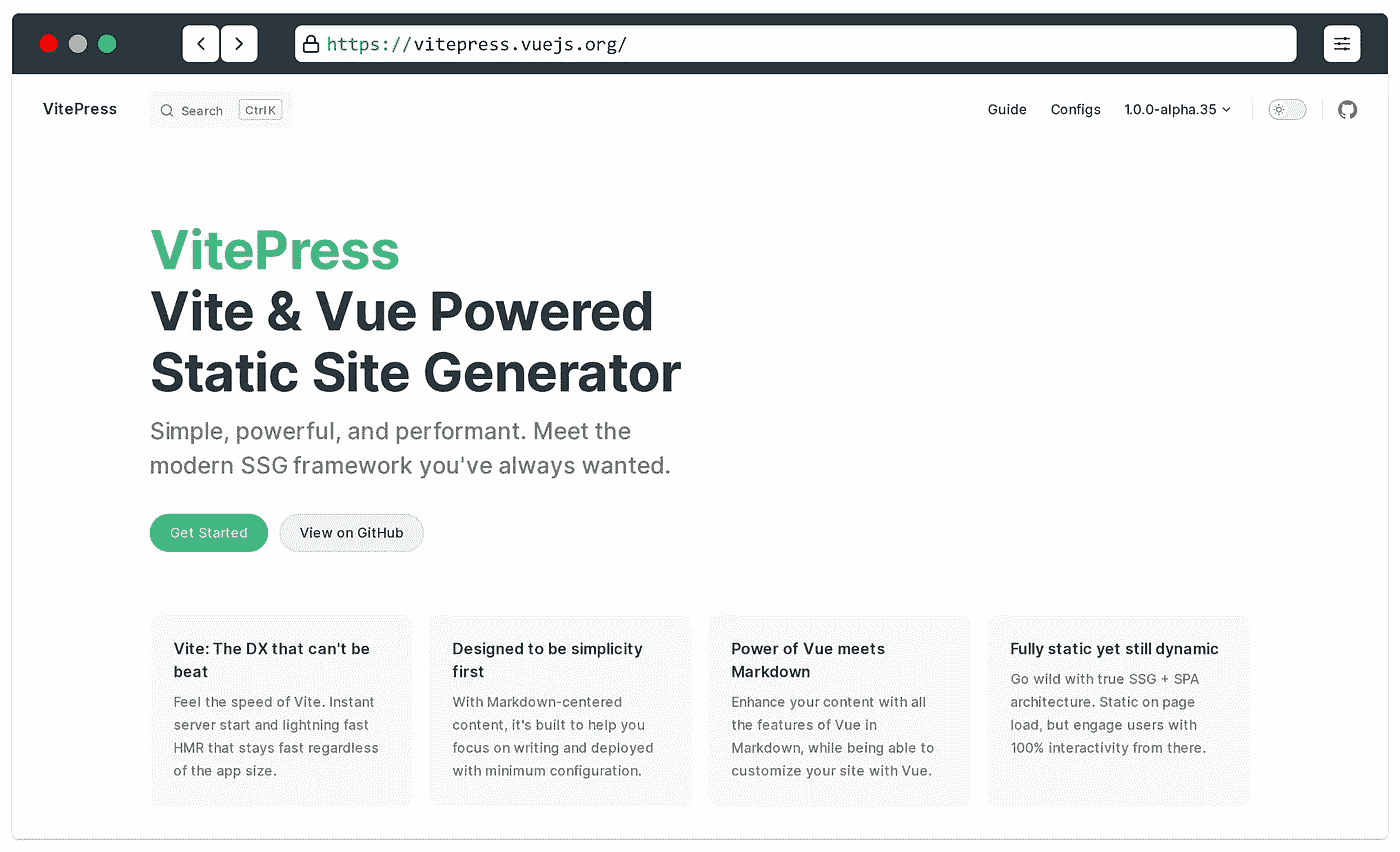 https://vitepress.vuejs.org/
VitePress
Search Ctrl K
Guide Configs 1.0.0-alpha.35
VitePress
Vite & Vue Powered
Static Site Generator
Simple, powerful, and performant. Meet the
modern SSG framework you've always wanted.
Get Started View on GitHub
Vite: The DX that can't be
beat
Feel the speed of Vite. Instant
server start and lightning fast
HMR that stays fast regardless
of the app size.
Designed to be simplicity
first
With Markdown-centered
content, it's built to help you
focus on writing and deployed
with minimum configuration.
Power of Vue meets
Markdown
Enhance your content with all
the features of Vue in
Markdown, while being able to
customize your site with Vue.
Fully static yet still dynamic
Go wild with true SSG + SPA
architecture. Static on page
load, but engage users with
100% interactivity from there.